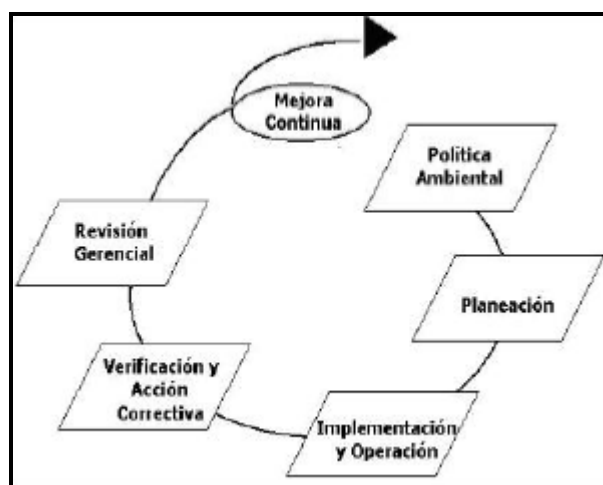 Mejora
Continua
Política
Ambiental
Planeación
Implementación
y Operación
Verificación y
Acción
Correctiva
Revisión
Gerencial